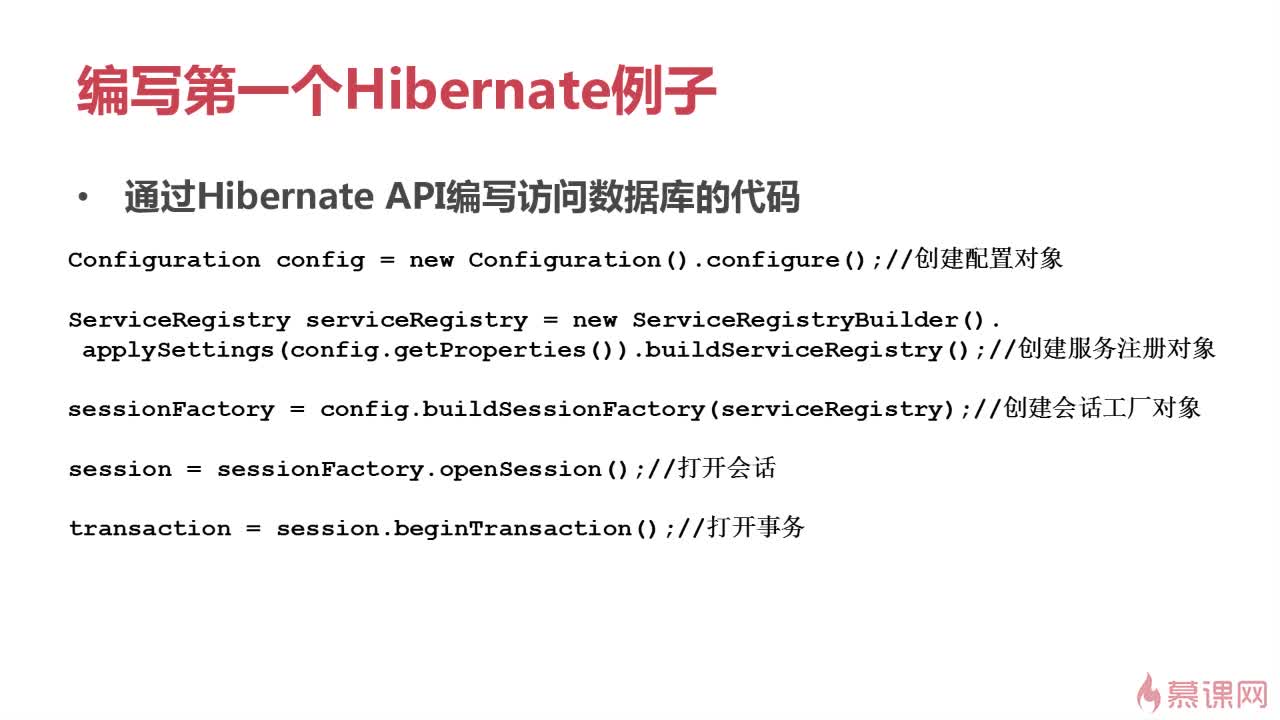 编写第一个Hibernate例子
• 通过Hibernate API编写访问数据库的代码
Configuration config = new Configuration().configure();//创建配置对象
ServiceRegistry serviceRegistry = new ServiceRegistryBuilder().
applySettings(config.getProperties()).buildServiceRegistry();//创建服务注册对象
sessionFactory = config.buildSessionFactory(serviceRegistry);//创建会话工厂对象
session = sessionFactory.openSession();//打开会话
transaction = session.beginTransaction();//打开事务
慕课网